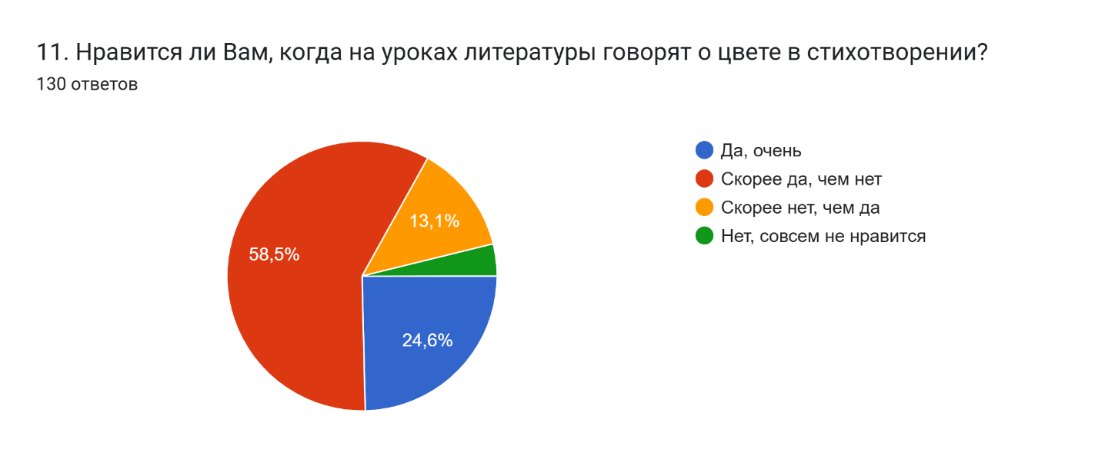 11. Нравится ли Вам, когда на уроках литературы говорят о цвете в стихотворении?
130 ответов
Да, очень
Скорее да, чем нет
Скорее нет, чем да
Нет, совсем не нравится
13,1%
58,5%
24,6%